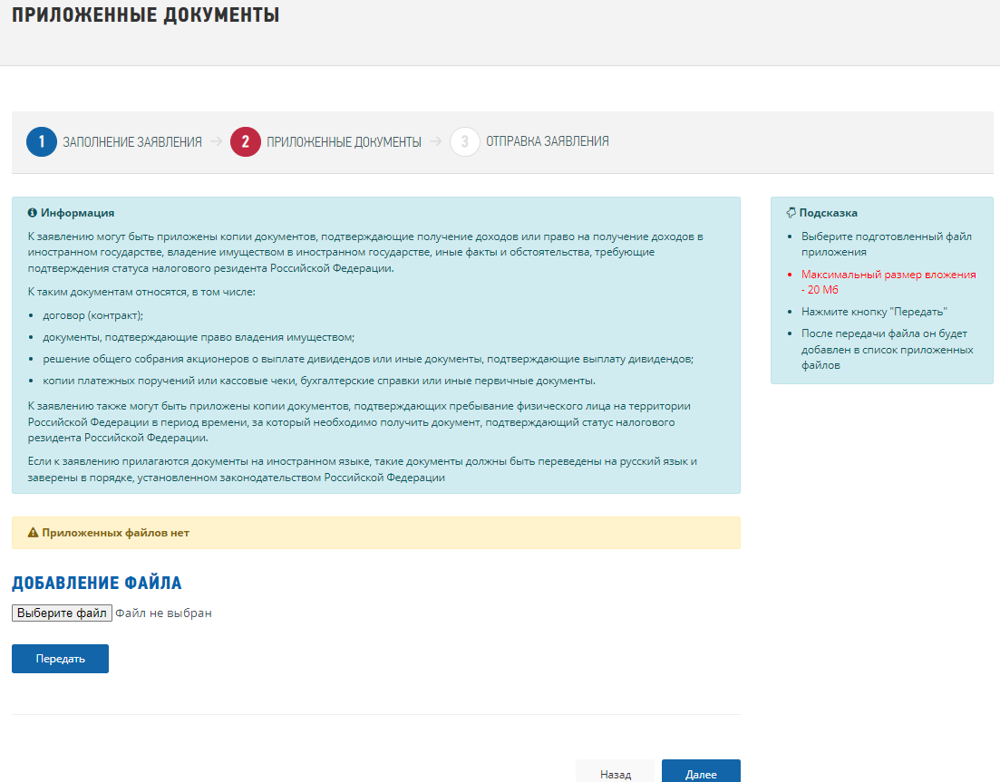 ПРИЛОЖЕННЫЕ ДОКУМЕНТЫ
1 ЗАПОЛНЕНИЕ ЗАЯВЛЕНИЯ → 2 ПРИЛОЖЕННЫЕ ДОКУМЕНТЫ → 3 ОТПРАВКА ЗАЯВЛЕНИЯ
Информация
К заявлению могут быть приложены копии документов, подтверждающие получение доходов или право на получение доходов в
иностранном государстве, владение имуществом в иностранном государстве, иные факты и обстоятельства, требующие
подтверждения статуса налогового резидента Российской Федерации.
К таким документам относятся, в том числе:
• договор (контракт);
• документы, подтверждающие право владения имуществом;
• решение общего собрания акционеров о выплате дивидендов или иные документы, подтверждающие выплату дивидендов;
• копии платежных поручений или кассовые чеки, бухгалтерские справки или иные первичные документы.
К заявлению также могут быть приложены копии документов, подтверждающих пребывание физического лица на территории
Российской Федерации в период времени, за который необходимо получить документ, подтверждающий статус налогового
резидента Российской Федерации.
Если к заявлению прилагаются документы на иностранном языке, такие документы должны быть переведены на русский язык и
заверены в порядке, установленном законодательством Российской Федерации
Подсказка
• Выберите подготовленный файл
приложения
• Максимальный размер вложения
- 20 Мб
• Нажмите кнопку "Передать"
• После передачи файла он будет
добавлен в список приложенных
файлов
Приложенных файлов нет
ДОБАВЛЕНИЕ ФАЙЛА
Выберите файл Файл не выбран
Передать
Назад Далее